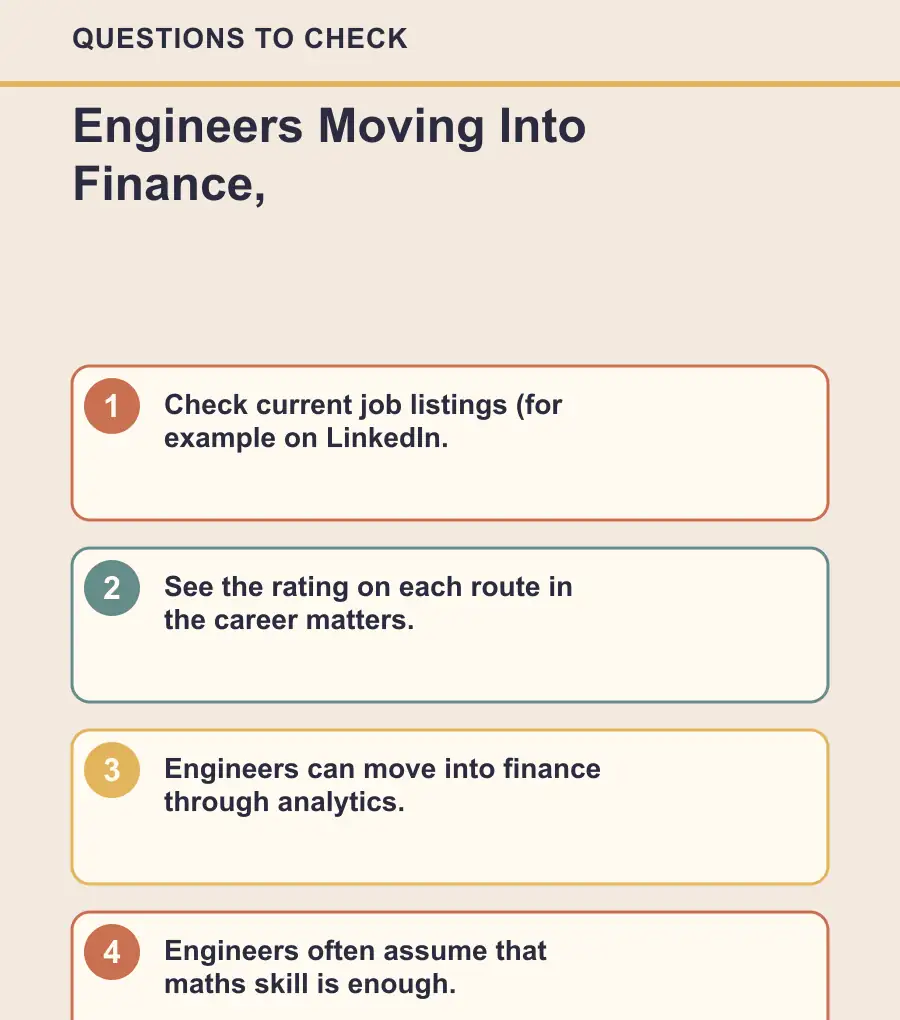 QUESTIONS TO CHECK
Engineers Moving Into
Finance,
1
Check current job listings (for
example on LinkedIn.
2
See the rating on each route in
the career matters.
3
Engineers can move into finance
through analytics.
4
Engineers often assume that
maths skill is enough.